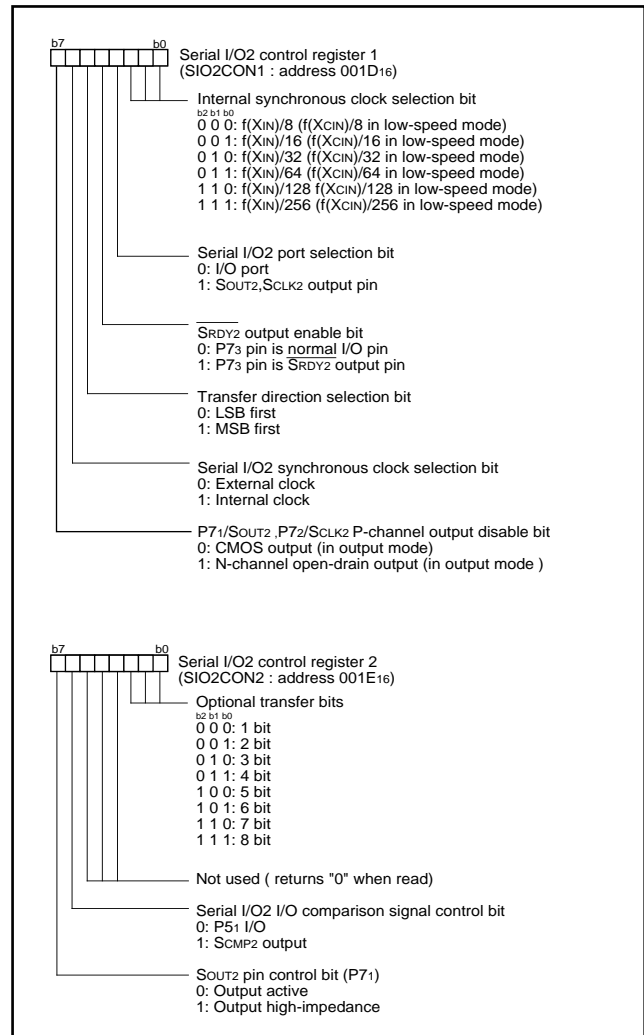 b7 b0
Serial I/O2 control register 1
(SIO2CON1 : address 001D16)
Internal synchronous clock selection bit
b2 b1 b0
0 0 0: f(XIN)/8 (f(XCIN)/8 in low-speed mode)
0 0 1: f(XIN)/16 (f(XCIN)/16 in low-speed mode)
0 1 0: f(XIN)/32 (f(XCIN)/32 in low-speed mode)
0 1 1: f(XIN)/64 (f(XCIN)/64 in low-speed mode)
1 1 0: f(XIN)/128 f(XCIN)/128 in low-speed mode)
1 1 1: f(XIN)/256 (f(XCIN)/256 in low-speed mode)
Serial I/O2 port selection bit
0: I/O port
1: SOUT2,SCLK2 output pin
SRDY2 output enable bit
0: P73 pin is normal I/O pin
1: P73 pin is SRDY2 output pin
Transfer direction selection bit
0: LSB first
1: MSB first
Serial I/O2 synchronous clock selection bit
0: External clock
1: Internal clock
P71/SOUT2 ,P72/SCLK2 P-channel output disable bit
0: CMOS output (in output mode)
1: N-channel open-drain output (in output mode )
b7 b0
Serial I/O2 control register 2
(SIO2CON2 : address 001E16)
Optional transfer bits
b2 b1 b0
0 0 0: 1 bit
0 0 1: 2 bit
0 1 0: 3 bit
0 1 1: 4 bit
1 0 0: 5 bit
1 0 1: 6 bit
1 1 0: 7 bit
1 1 1: 8 bit
Not used ( returns "0" when read)
Serial I/O2 I/O comparison signal control bit
0: P51 I/O
1: SCMP2 output
SOUT2 pin control bit (P71)
0: Output active
1: Output high-impedance